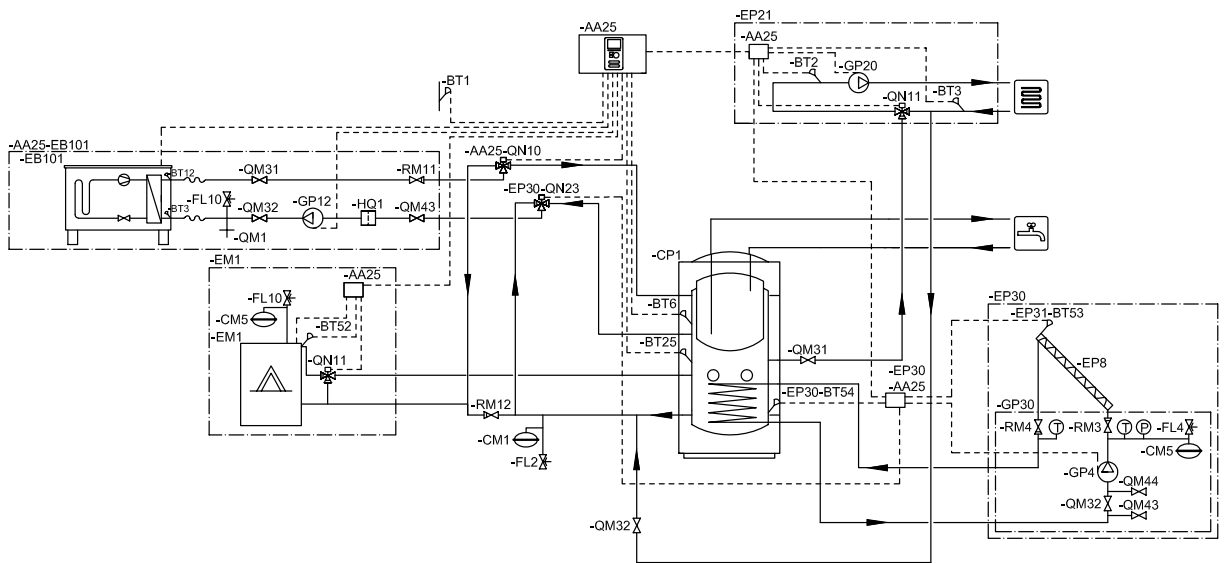 -EP21
-AA25
-AA25
-BT2
-GP20
-BT1
-QN11
-BT3
-AA25-EB101
-EB101
-AA25-QN10
-BT12
-QM31
-RM11
-FL10
-EP30-QN23
-BT3
-QM32
-GP12
-HQ1
-QM43
-QM1
-CP1
-EM1
-AA25
-FL10
-EP30
-BT6
-EP31-BT53
-CM5
-BT52
-EM1
-BT25
-QM31
-QN11
-EP30
-EP8
-AA25
-RM12
-EP30-BT54
-GP30
-RM4
T
-RM3
T
P
-FL4
-CM1
-CM5
-FL2
-GP4
-QM44
-QM32
-QM43
-QM32